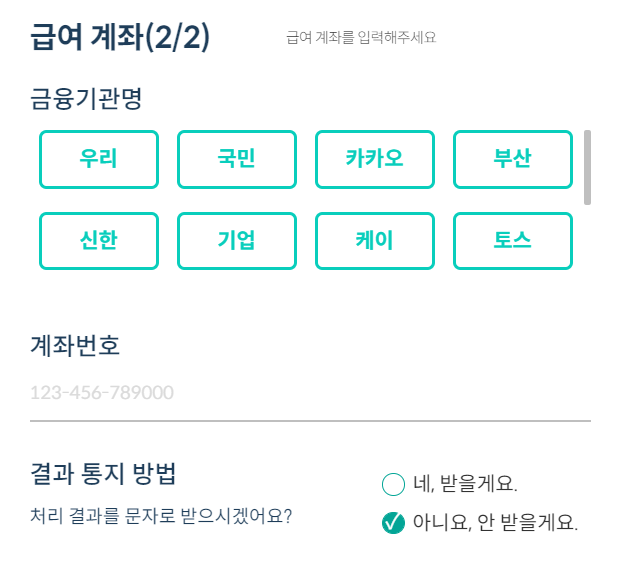 급여 계좌(2/2)
급여 계좌를 입력해주세요
금융기관명
우리 국민 카카오 부산
신한 기업 케이 토스
계좌번호
123-456-789000
결과 통지 방법
처리 결과를 문자로 받으시겠어요?
네, 받을게요.
아니요, 안 받을게요.